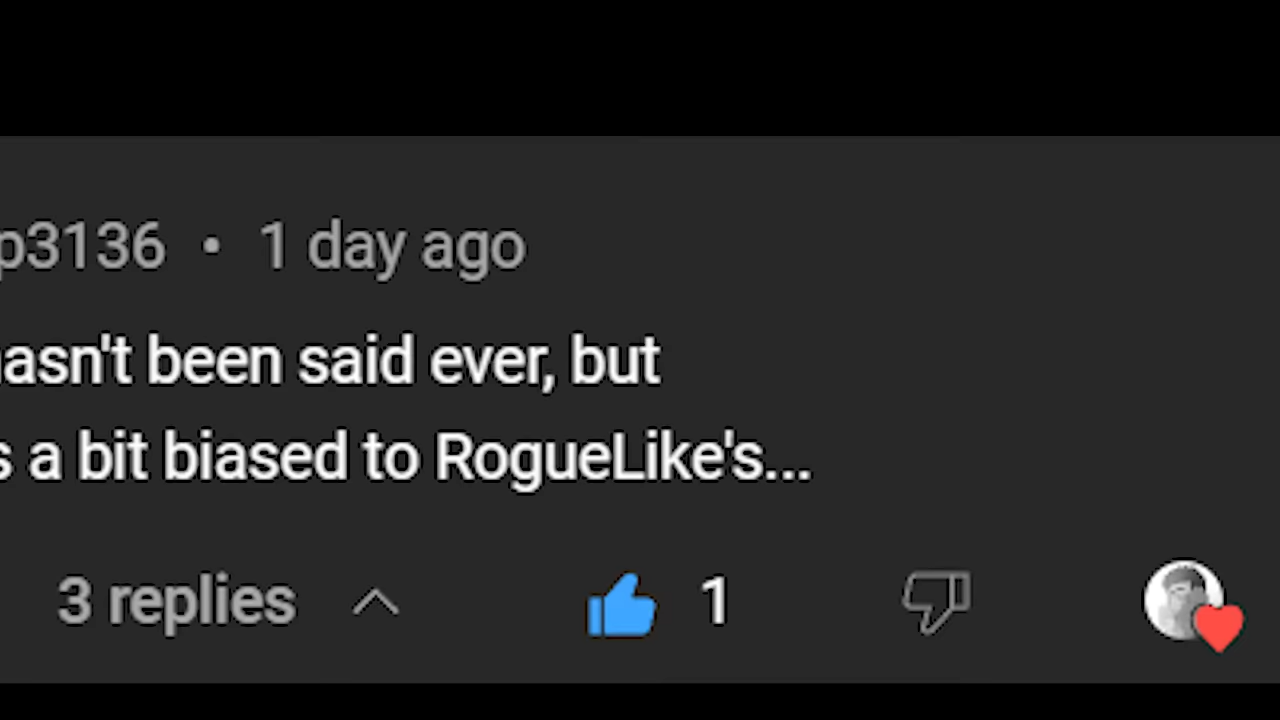 p3136 • 1 day ago
asn't been said ever, but
s a bit biased to RogueLike's...
3 replies 1